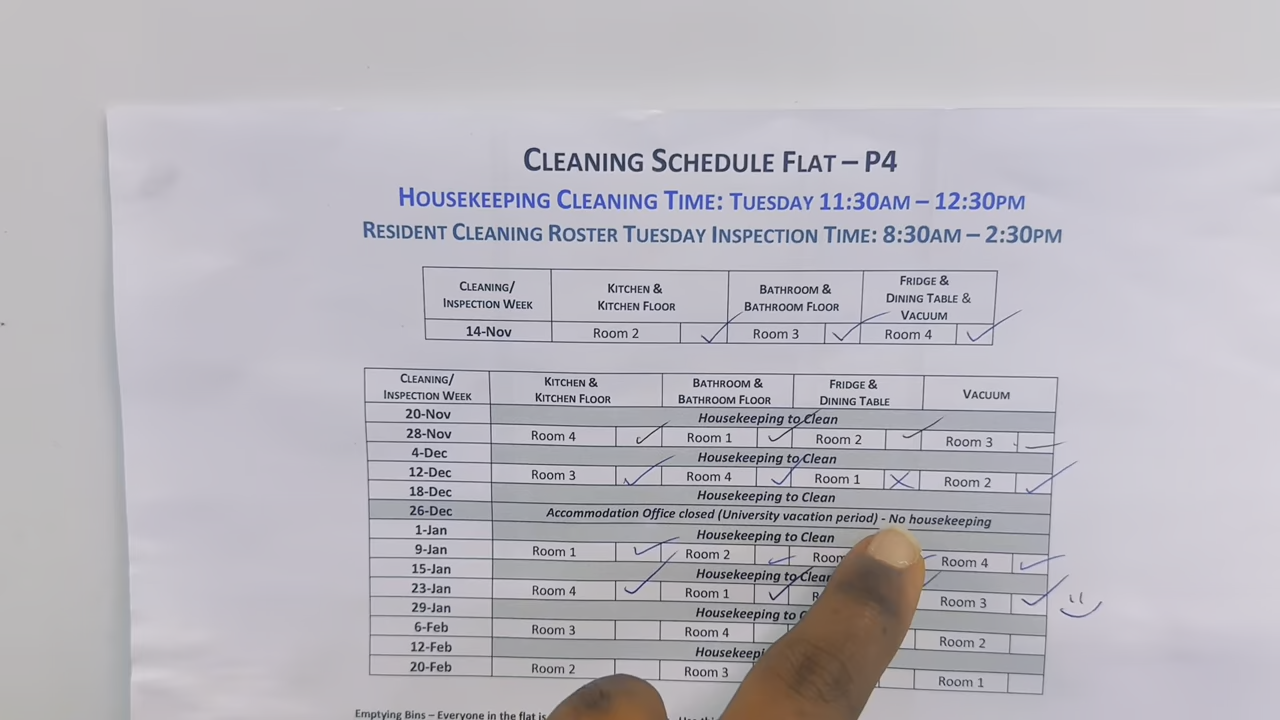 CLEANING SCHEDULE FLAT – P4
HOUSEKEEPING CLEANING TIME: TUESDAY 11:30AM – 12:30PM
RESIDENT CLEANING ROSTER TUESDAY INSPECTION TIME: 8:30AM – 2:30PM
CLEANING/ INSPECTION WEEK KITCHEN & KITCHEN FLOOR BATHROOM & BATHROOM FLOOR FRIDGE & DINING TABLE & VACUUM
14-Nov Room 2 Room 3 Room 4
CLEANING/ INSPECTION WEEK KITCHEN & KITCHEN FLOOR BATHROOM & BATHROOM FLOOR FRIDGE & DINING TABLE VACUUM
20-Nov Housekeeping to Clean
28-Nov Room 4 Room 1 Room 2 Room 3
4-Dec Housekeeping to Clean
12-Dec Room 3 Room 4 Room 1 Room 2
18-Dec Housekeeping to Clean
26-Dec Accommodation Office closed (University vacation period) - No housekeeping
1-Jan Housekeeping to Clean
9-Jan Room 1 Room 2 Room 4
15-Jan Housekeeping to Clean
23-Jan Room 4 Room 1 Room 3
29-Jan Housekeeping to
6-Feb Room 3 Room 4 Room 2
12-Feb
20-Feb Room 2 Room 3 Room 1
Emptying Bins – Everyone in the flat is